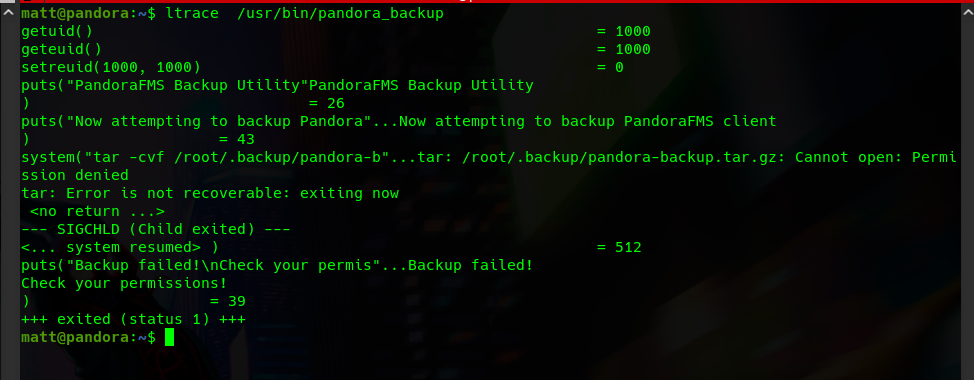 matt@pandora:~$ ltrace  /usr/bin/pandora_backup
getuid()                                                         = 1000
geteuid()                                                        = 1000
setreuid(1000, 1000)                                             = 0
puts("PandoraFMS Backup Utility"PandoraFMS Backup Utility
)                               = 26
puts("Now attempting to backup Pandora"...Now attempting to backup PandoraFMS client
)                     = 43
system("tar -cvf /root/.backup/pandora-b"...tar: /root/.backup/pandora-backup.tar.gz: Cannot open: Permi
ssion denied
tar: Error is not recoverable: exiting now
 <no return ...>
--- SIGCHLD (Child exited) ---
<... system resumed> )                                           = 512
puts("Backup failed!\nCheck your permis"...Backup failed!
Check your permissions!
)                    = 39
+++ exited (status 1) +++
matt@pandora:~$